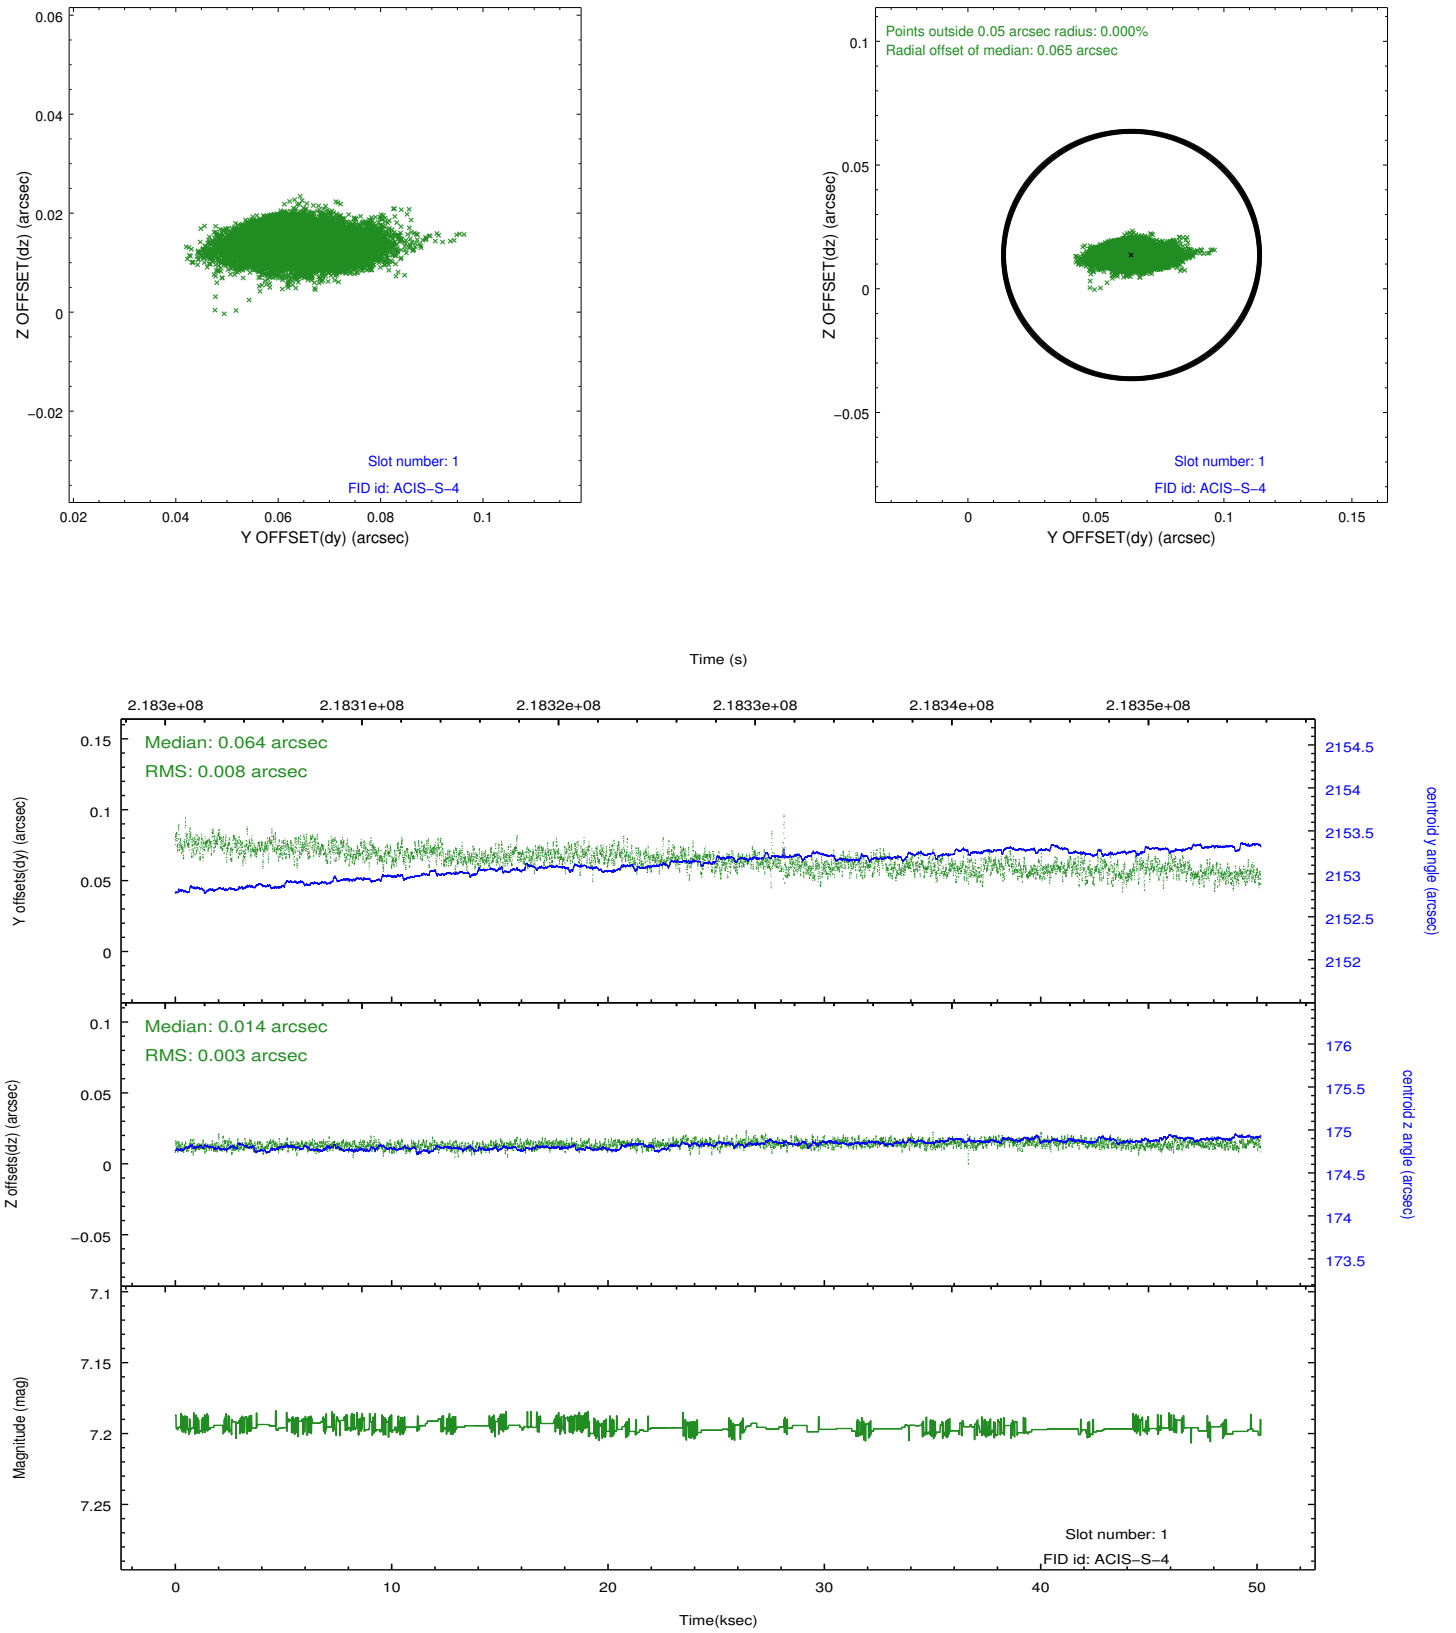 0.06
0.04
0.02
0
−0.02
Z OFFSET(dz) (arcsec)
Slot number: 1
FID id: ACIS−S−4
0.02
0.04
0.06
0.08
0.1
Y OFFSET(dy) (arcsec)
Points outside 0.05 arcsec radius: 0.000%
Radial offset of median: 0.065 arcsec
0.1
0.05
0
−0.05
Z OFFSET(dz) (arcsec)
Slot number: 1
FID id: ACIS−S−4
0
0.05
0.1
0.15
Y OFFSET(dy) (arcsec)
Time (s)
2.183e+08
2.1831e+08
2.1832e+08
2.1833e+08
2.1834e+08
2.1835e+08
Median: 0.064 arcsec
RMS: 0.008 arcsec
0.15
0.1
0.05
0
Y offsets(dy) (arcsec)
2154.5
2154
2153.5
2153
2152.5
2152
centroid y angle (arcsec)
Median: 0.014 arcsec
RMS: 0.003 arcsec
0.1
0.05
0
−0.05
Z offsets(dz) (arcsec)
176
175.5
175
174.5
174
173.5
centroid z angle (arcsec)
7.1
7.15
7.2
7.25
Magnitude (mag)
Slot number: 1
FID id: ACIS−S−4
0
10
20
30
40
50
Time(ksec)